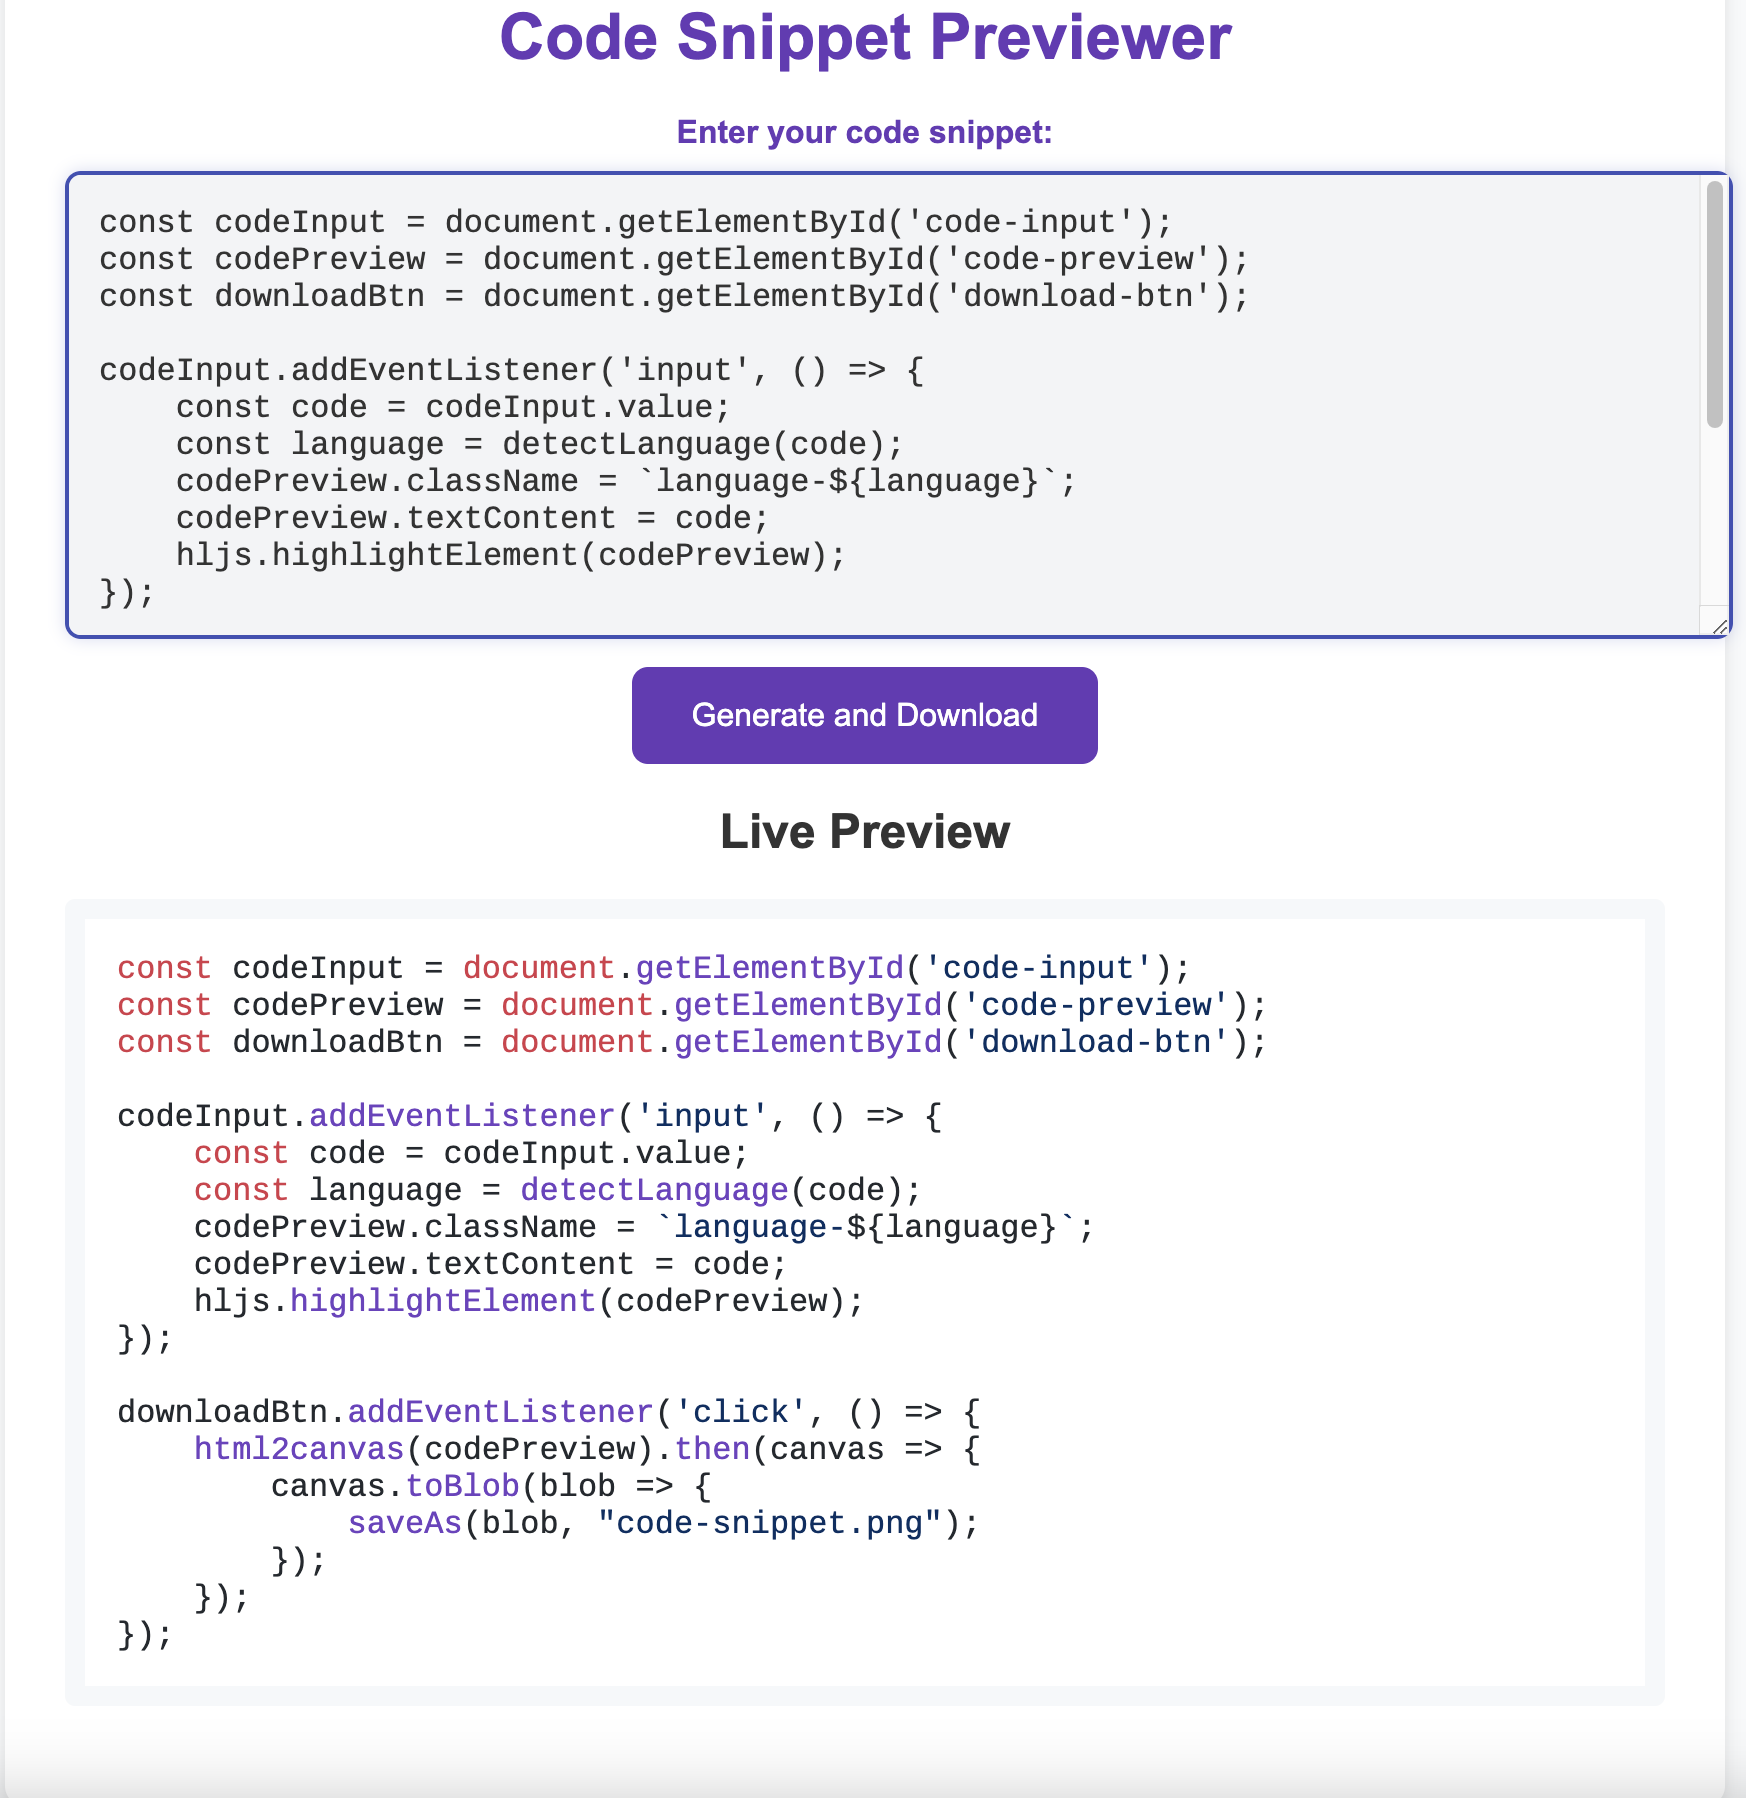 Code Snippet Previewer
Enter your code snippet:
const codeInput = document.getElementById('code-input');
const codePreview = document.getElementById('code-preview');
const downloadBtn = document.getElementById('download-btn');

codeInput.addEventListener('input', () => {
    const code = codeInput.value;
    const language = detectLanguage(code);
    codePreview.className = `language-${language}`;
    codePreview.textContent = code;
    hljs.highlightElement(codePreview);
});
Generate and Download
Live Preview
const codeInput = document.getElementById('code-input');
const codePreview = document.getElementById('code-preview');
const downloadBtn = document.getElementById('download-btn');

codeInput.addEventListener('input', () => {
    const code = codeInput.value;
    const language = detectLanguage(code);
    codePreview.className = `language-${language}`;
    codePreview.textContent = code;
    hljs.highlightElement(codePreview);
});

downloadBtn.addEventListener('click', () => {
    html2canvas(codePreview).then(canvas => {
        canvas.toBlob(blob => {
            saveAs(blob, "code-snippet.png");
        });
    });
});